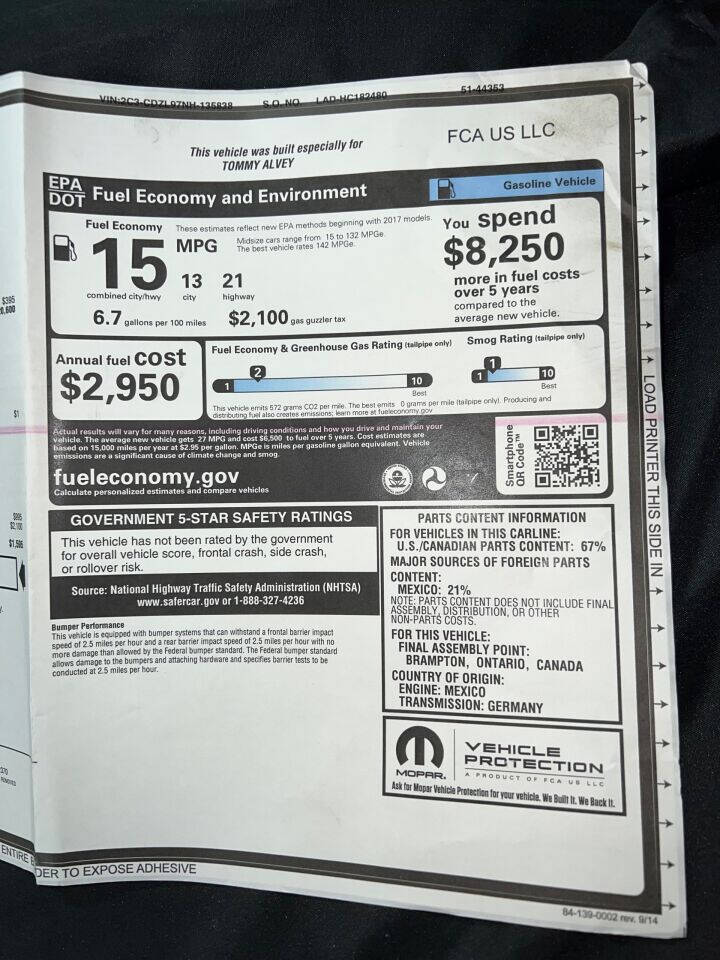 VIN:2C3-CDZL97NH-135838 S.O. NO. LAD-HC182480 51-44353
FCA US LLC
This vehicle was built especially for
TOMMY ALVEY
EPA
DOT
Fuel Economy and Environment
Gasoline Vehicle
Fuel Economy
These estimates reflect new EPA methods beginning with 2017 models.
15 MPG
Midsize cars range from 15 to 132 MPGe.
The best vehicle rates 142 MPGe.
13 21
combined city/hwy city highway
6.7 gallons per 100 miles $2,100 gas guzzler tax
You spend
$8,250
more in fuel costs
over 5 years
compared to the
average new vehicle.
Annual fuel cost
$2,950
Fuel Economy & Greenhouse Gas Rating (tailpipe only)
2
1 10
Best
Smog Rating (tailpipe only)
1
1 10
Best
This vehicle emits 572 grams CO2 per mile. The best emits 0 grams per mile (tailpipe only). Producing and
distributing fuel also creates emissions; learn more at fueleconomy.gov
Actual results will vary for many reasons, including driving conditions and how you drive and maintain your
vehicle. The average new vehicle gets 27 MPG and cost $6,500 to fuel over 5 years. Cost estimates are
based on 15,000 miles per year at $2.95 per gallon. MPGe is miles per gasoline gallon equivalent. Vehicle
emissions are a significant cause of climate change and smog.
fueleconomy.gov
Calculate personalized estimates and compare vehicles
Smartphone
QR Code™
GOVERNMENT 5-STAR SAFETY RATINGS
This vehicle has not been rated by the government
for overall vehicle score, frontal crash, side crash,
or rollover risk.
Source: National Highway Traffic Safety Administration (NHTSA)
www.safercar.gov or 1-888-327-4236
Bumper Performance
This vehicle is equipped with bumper systems that can withstand a frontal barrier impact
speed of 2.5 miles per hour and a rear barrier impact speed of 2.5 miles per hour with no
more damage than allowed by the Federal bumper standard. The Federal bumper standard
allows damage to the bumpers and attaching hardware and specifies barrier tests to be
conducted at 2.5 miles per hour.
PARTS CONTENT INFORMATION
FOR VEHICLES IN THIS CARLINE:
U.S./CANADIAN PARTS CONTENT: 67%
MAJOR SOURCES OF FOREIGN PARTS
CONTENT:
MEXICO: 21%
NOTE: PARTS CONTENT DOES NOT INCLUDE FINAL
ASSEMBLY, DISTRIBUTION, OR OTHER
NON-PARTS COSTS.
FOR THIS VEHICLE:
FINAL ASSEMBLY POINT:
BRAMPTON, ONTARIO, CANADA
COUNTRY OF ORIGIN:
ENGINE: MEXICO
TRANSMISSION: GERMANY
MOPAR.
VEHICLE
PROTECTION
A PRODUCT OF FCA US LLC
Ask for Mopar Vehicle Protection for your vehicle. We Built It. We Back It.
LOAD PRINTER THIS SIDE IN
DER TO EXPOSE ADHESIVE
84-139-0002 rev. 9/14
$395
$1
$995
$2,100
$1,595
ENTIRE